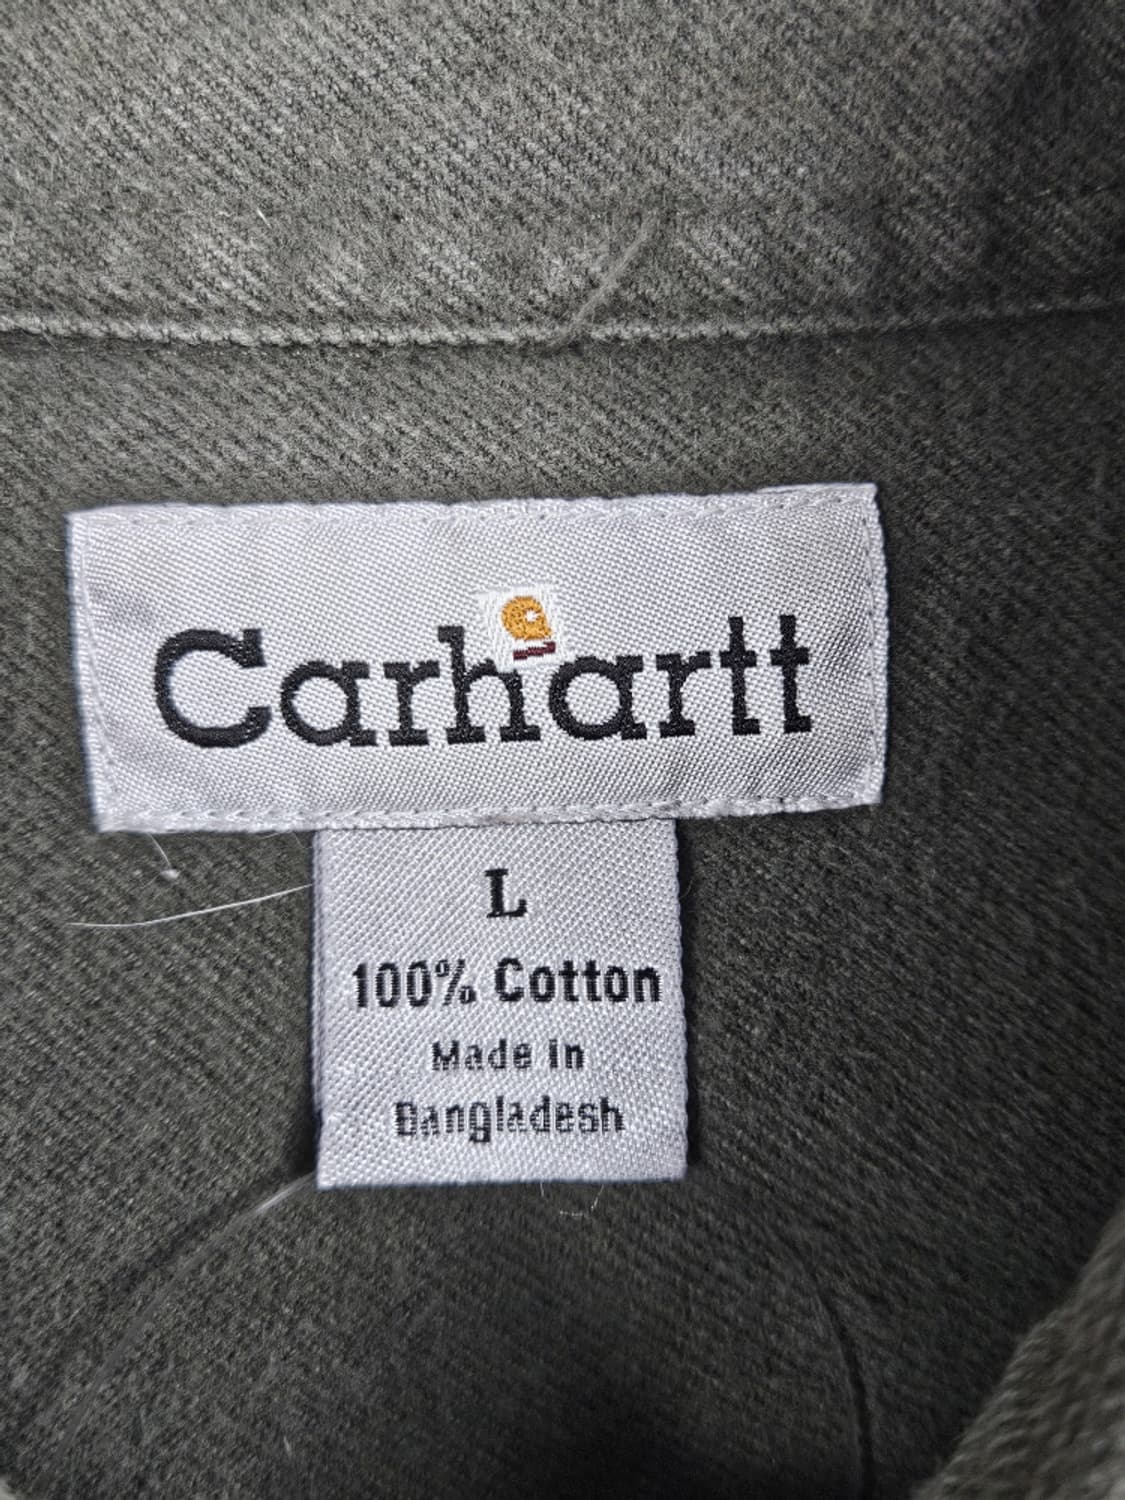 Carhartt
L
100% Cotton
Made in
Bangladesh